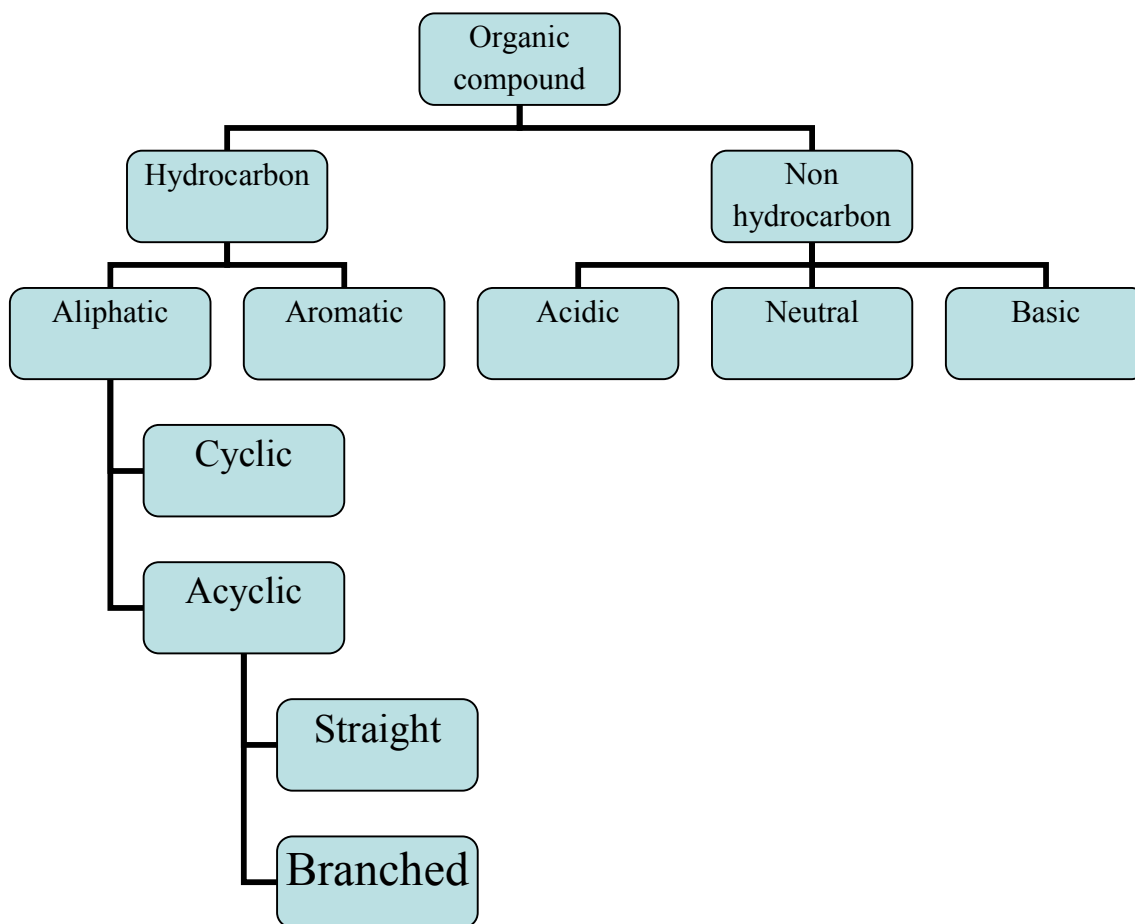 Organic
compound
Hydrocarbon
Non
hydrocarbon
Aliphatic
Aromatic
Acidic
Neutral
Basic
Cyclic
Acyclic
Straight
Branched